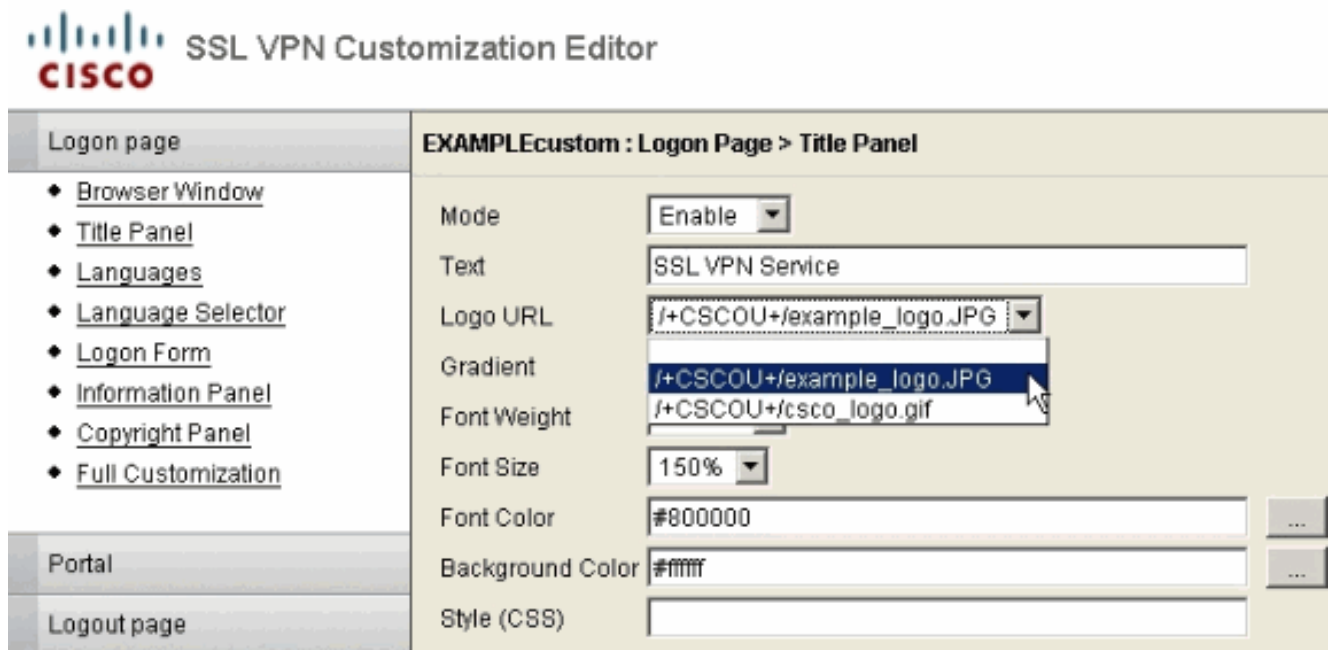 CISCO
SSL VPN Customization Editor
Logon page
Browser Window
Title Panel
Languages
Language Selector
Logon Form
Information Panel
Copyright Panel
Full Customization
Portal
Logout page
EXAMPLEcustom : Logon Page > Title Panel
Mode Enable
Text SSL VPN Service
Logo URL /+CSCOU+/example_logo.JPG
/+CSCOU+/example_logo.JPG
/+CSCOU+/csco_logo.gif
Gradient
Font Weight
Font Size 150%
Font Color #800000 ...
Background Color #ffffff ...
Style (CSS)